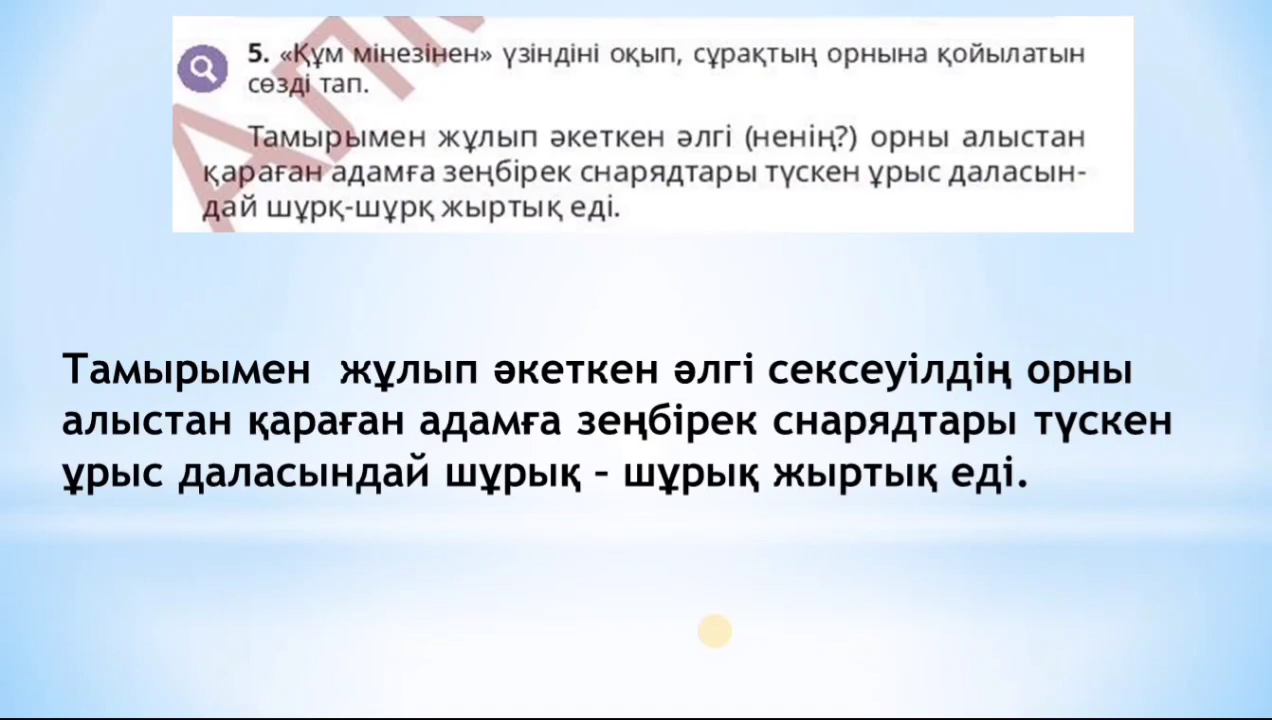 5. «Құм мінезінен» үзіндіні оқып, сұрақтың орнына қойылатын
сөзді тап.
Тамырымен жұлып әкеткен әлгі (ненің?) орны алыстан
қараған адамға зеңбірек снарядтары түскен ұрыс даласын-
дай шұрқ-шұрқ жыртық еді.
Тамырымен жұлып әкеткен әлгі сексеуілдің орны
алыстан қараған адамға зеңбірек снарядтары түскен
ұрыс даласындай шұрық – шұрық жыртық еді.